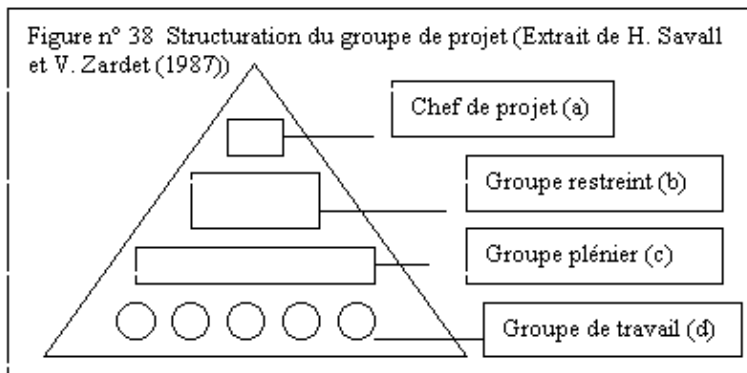 Figure n° 38 Structuration du groupe de projet (Extrait de H. Savall
et V. Zardet (1987))
Chef de projet (a)
Groupe restreint (b)
Groupe plénier (c)
Groupe de travail (d)